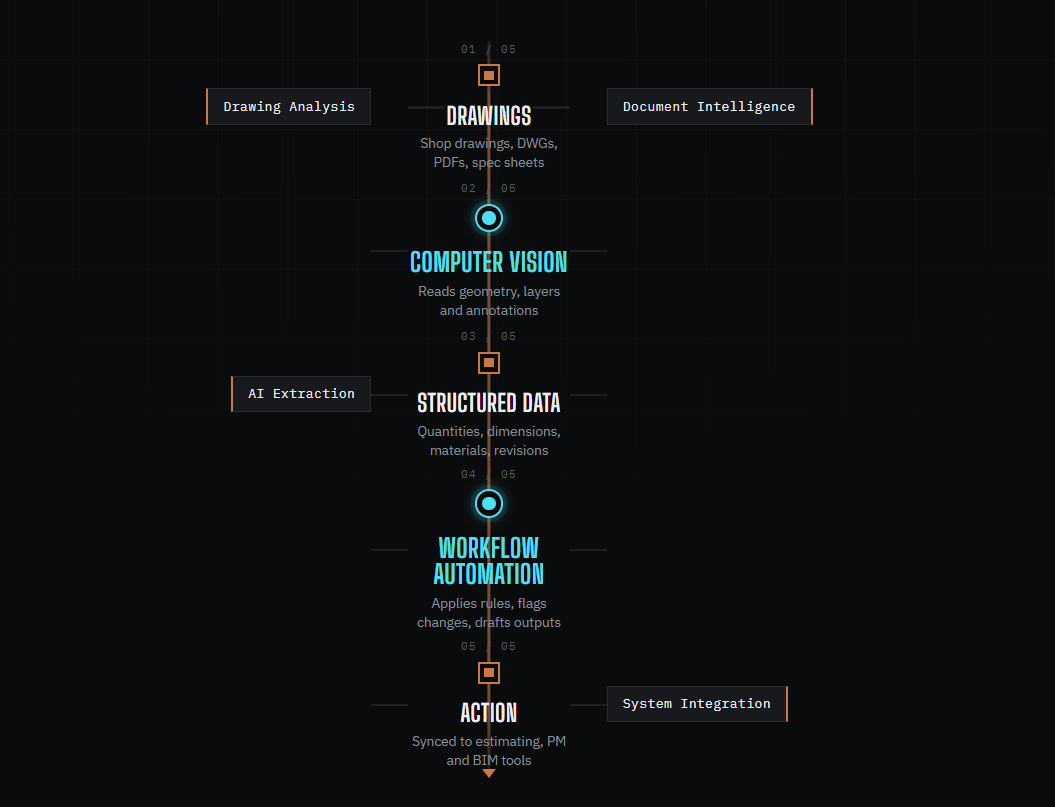 01 / 05
Drawing Analysis
DRAWINGS
Document Intelligence
Shop drawings, DWGs,
PDFs, spec sheets
02 / 05
COMPUTER VISION
Reads geometry, layers
and annotations
03 / 05
AI Extraction
STRUCTURED DATA
Quantities, dimensions,
materials, revisions
04 / 05
WORKFLOW
AUTOMATION
Applies rules, flags
changes, drafts outputs
05 / 05
ACTION
System Integration
Synced to estimating, PM
and BIM tools